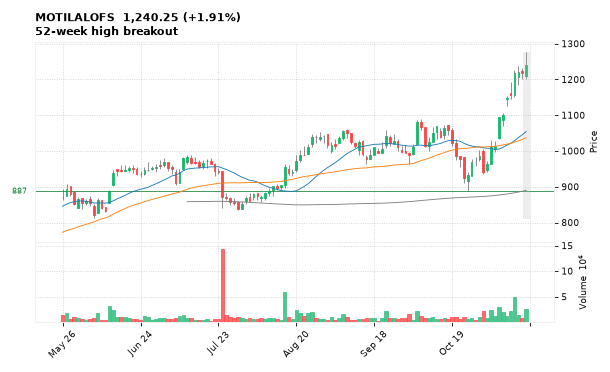 MOTILALOFS 1,240.25 (+1.91%)
52-week high breakout
1300
1200
1100
1000
900
800
Price
887
15
10
5
Volume 10⁴
May 26
Jun 24
Jul 23
Aug 20
Sep 18
Oct 19